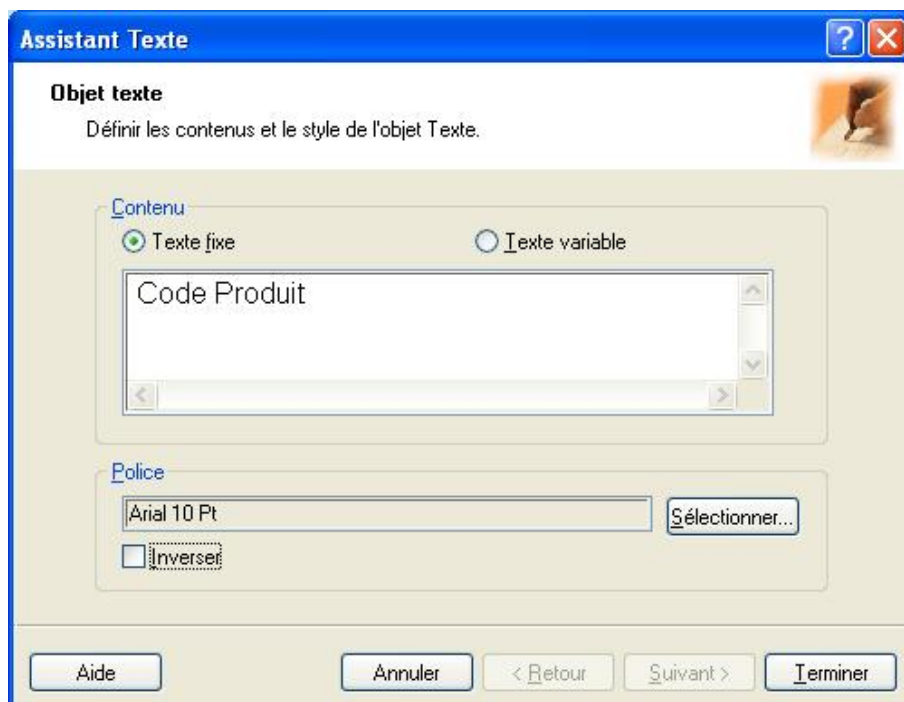 Assistant Texte
Objet texte
Définir les contenus et le style de l'objet Texte.
Contenu
Texte fixe Texte variable
Code Produit
Police
Arial 10 Pt Sélectionner...
Inverser
Aide Annuler < Retour Suivant > Terminer